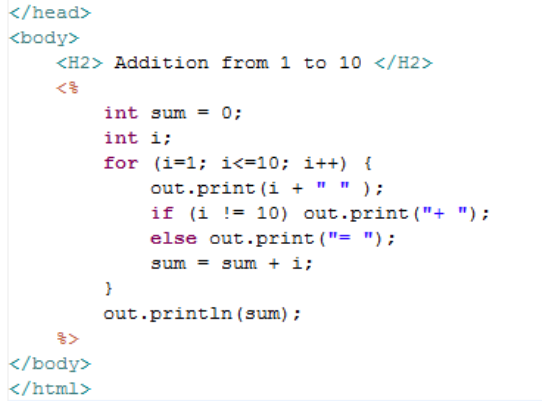 </head>
<body>
    <H2> Addition from 1 to 10 </H2>
    <%
        int sum = 0;
        int i;
        for (i=1; i<=10; i++) {
            out.print(i + " " );
            if (i != 10) out.print("+ ");
            else out.print("= ");
            sum = sum + i;
        }
        out.println(sum);
    %>
</body>
</html>